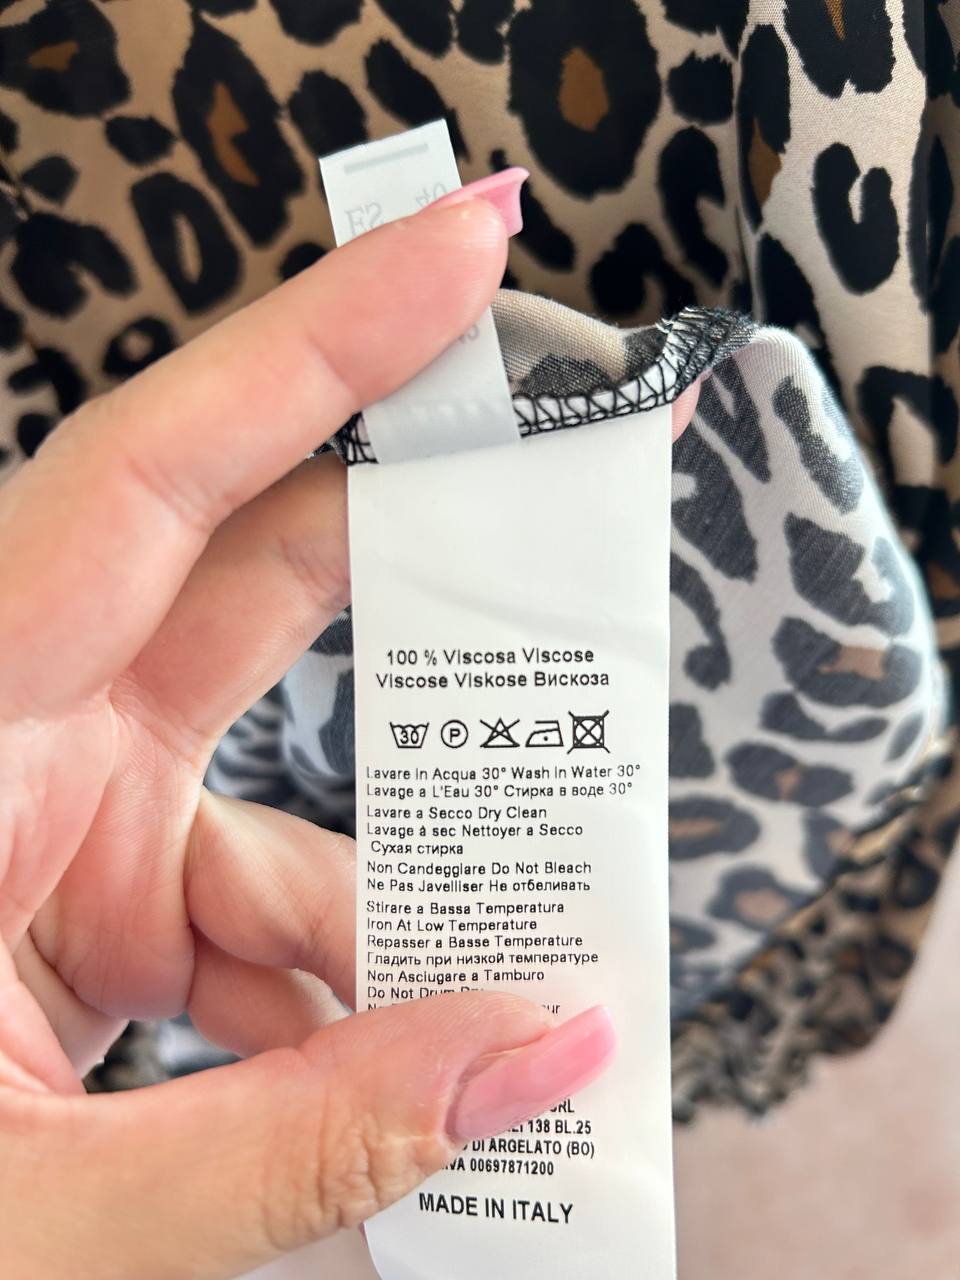 100 % Viscosa Viscose
Viscose Viskose Вискоза
30 P
Lavare in Acqua 30° Wash in Water 30°
Lavage a L'Eau 30° Стирка в воде 30°
Lavare a Secco Dry Clean
Lavage à sec Nettoyer a Secco
Сухая стирка
Non Candeggiare Do Not Bleach
Ne Pas Javelliser Не отбеливать
Stirare a Bassa Temperatura
Iron At Low Temperature
Repasser a Basse Temperature
Гладить при низкой температуре
Non Asciugare a Tamburo
Do Not
138 BL.25
DI ARGELATO (BO)
00697871200
MADE IN ITALY